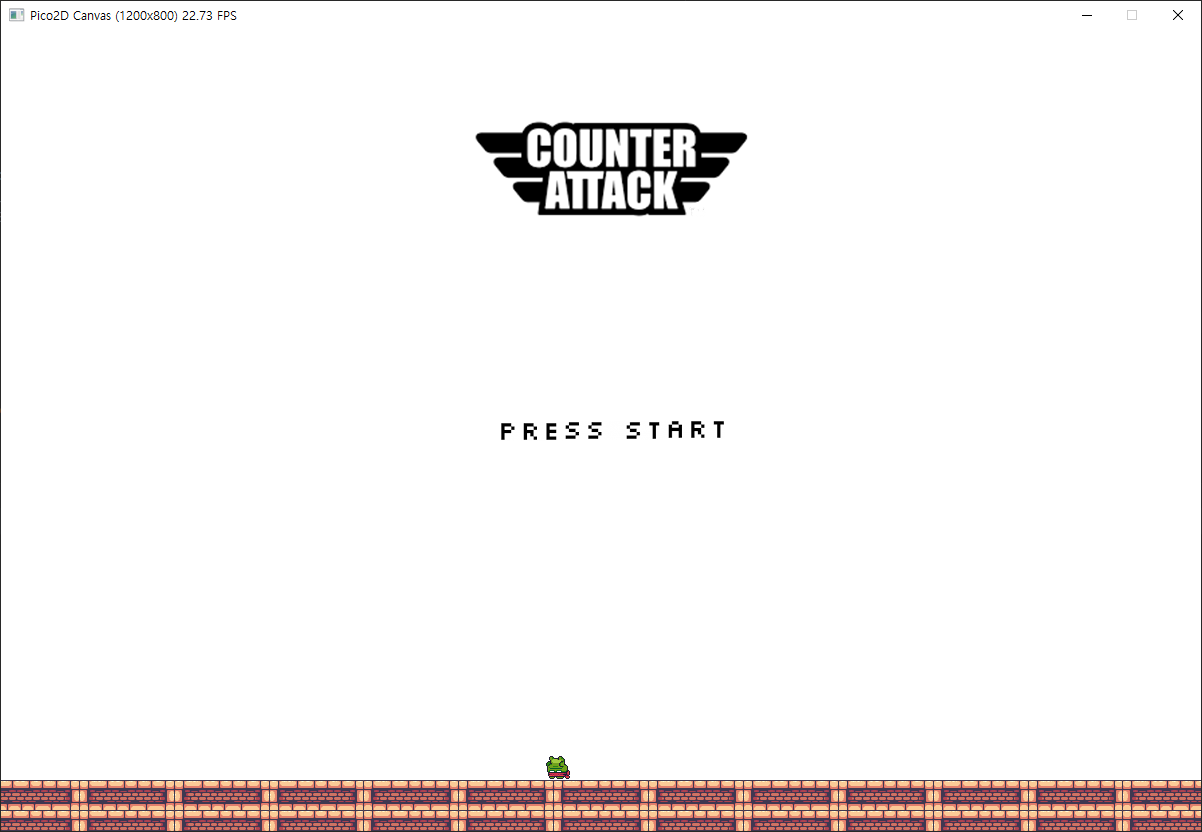 Pico2D Canvas (1200x800) 22.73 FPS
COUNTER
ATTACK
PRESS START